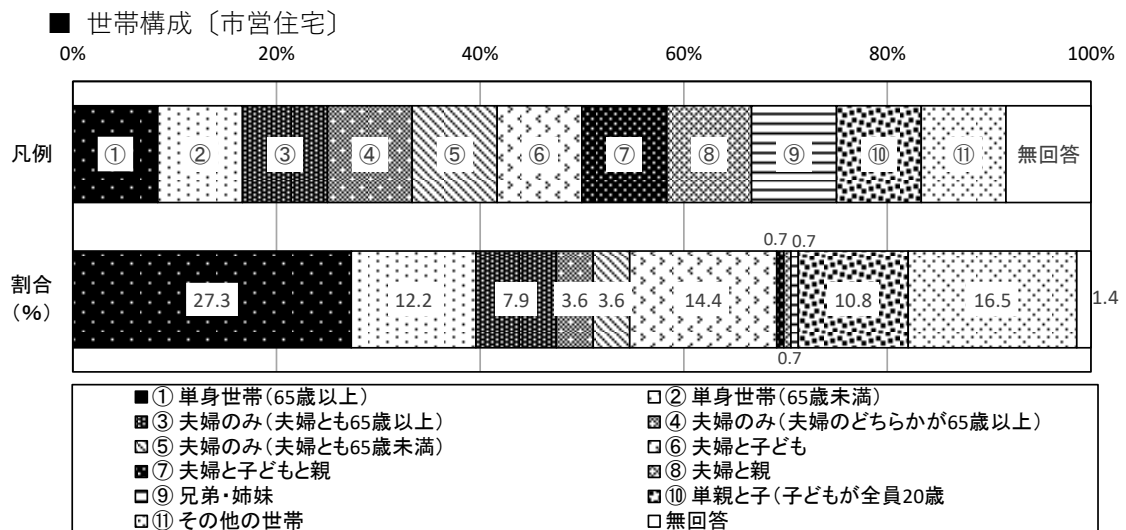 ■ 世帯構成〔市営住宅〕
0% 20% 40% 60% 80% 100%
凡例 ① ② ③ ④ ⑤ ⑥ ⑦ ⑧ ⑨ ⑩ ⑪ 無回答
0.7 0.7
割合
(%)
27.3 12.2 7.9 3.6 3.6 14.4 10.8 16.5 1.4
0.7
① 単身世帯(65歳以上) ② 単身世帯(65歳未満)
③ 夫婦のみ(夫婦とも65歳以上) ④ 夫婦のみ(夫婦のどちらかが65歳以上)
⑤ 夫婦のみ(夫婦とも65歳未満) ⑥ 夫婦と子ども
⑦ 夫婦と子どもと親 ⑧ 夫婦と親
⑨ 兄弟・姉妹 ⑩ 単親と子(子どもが全員20歳
⑪ その他の世帯 無回答